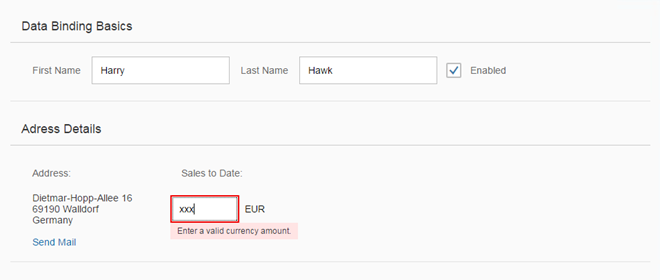 Data Binding Basics
First Name Harry Last Name Hawk Enabled
Adress Details
Address: Sales to Date:
Dietmar-Hopp-Allee 16
69190 Walldorf xxx EUR
Germany
Enter a valid currency amount.
Send Mail